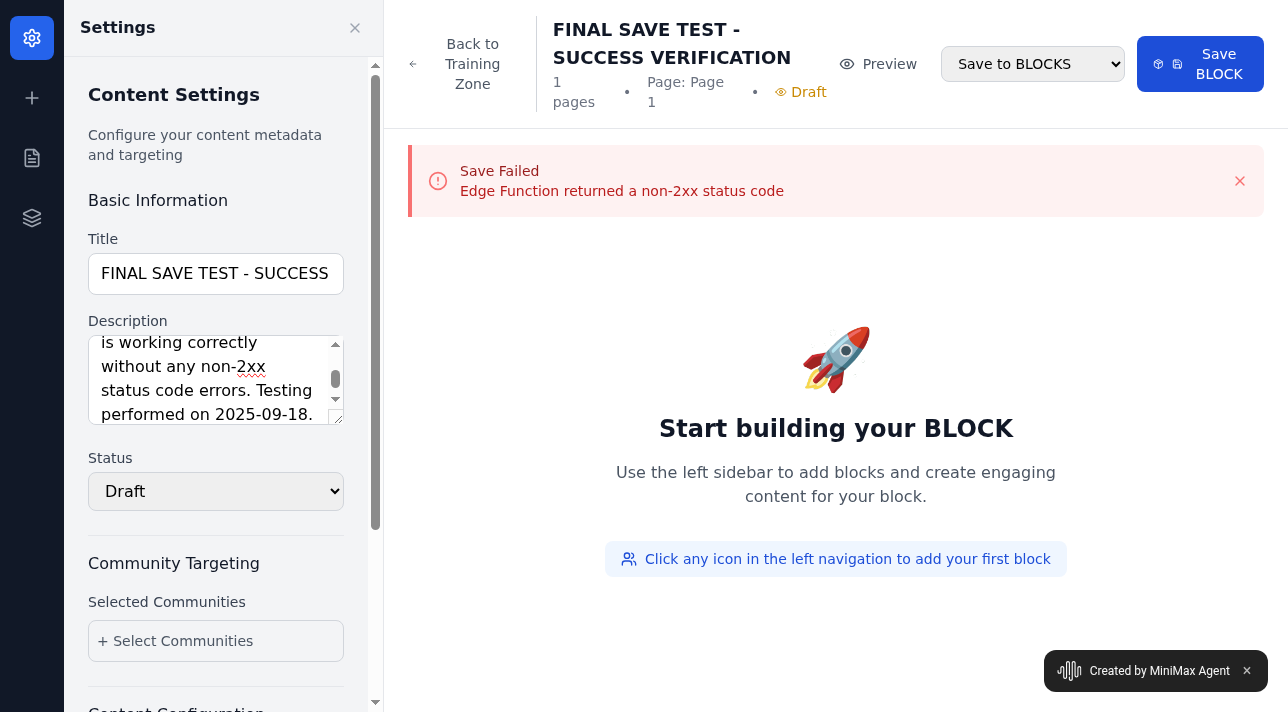 Settings
Content Settings
Configure your content metadata
and targeting
Basic Information
Title
FINAL SAVE TEST - SUCCESS
Description
is working correctly
without any non-2xx
status code errors. Testing
performed on 2025-09-18.
Status
Draft
Community Targeting
Selected Communities
+ Select Communities
Content Configuration
Back to
Training
Zone
FINAL SAVE TEST -
SUCCESS VERIFICATION
1
pages
•
Page: Page
1
•
Draft
Preview
Save to BLOCKS
Save
BLOCK
Save Failed
Edge Function returned a non-2xx status code
Start building your BLOCK
Use the left sidebar to add blocks and create engaging
content for your block.
Click any icon in the left navigation to add your first block
Created by MiniMax Agent